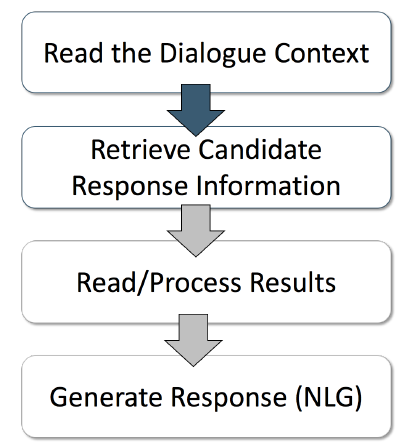 Read the Dialogue Context
Retrieve Candidate
Response Information
Read/Process Results
Generate Response (NLG)